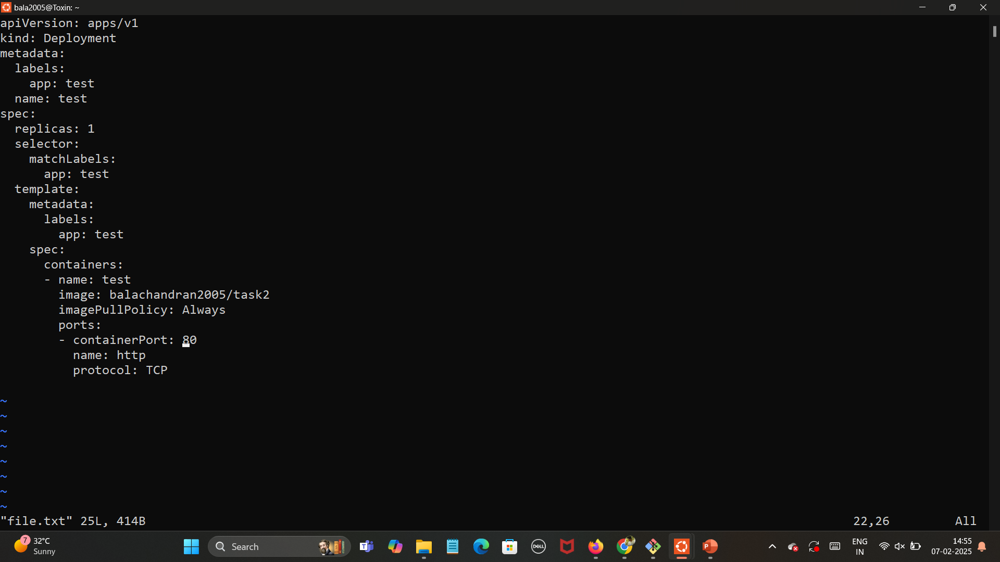 bala2005@Toxin: ~
apiVersion: apps/v1
kind: Deployment
metadata:
  labels:
    app: test
  name: test
spec:
  replicas: 1
  selector:
    matchLabels:
      app: test
  template:
    metadata:
      labels:
        app: test
    spec:
      containers:
      - name: test
        image: balachandran2005/task2
        imagePullPolicy: Always
        ports:
        - containerPort: 80
          name: http
          protocol: TCP
~
~
~
~
~
~
~
~
"file.txt" 25L, 414B 22,26 All
7 32°C
Sunny
Search
T
DELL
P
ENG
IN
14:55
07-02-2025